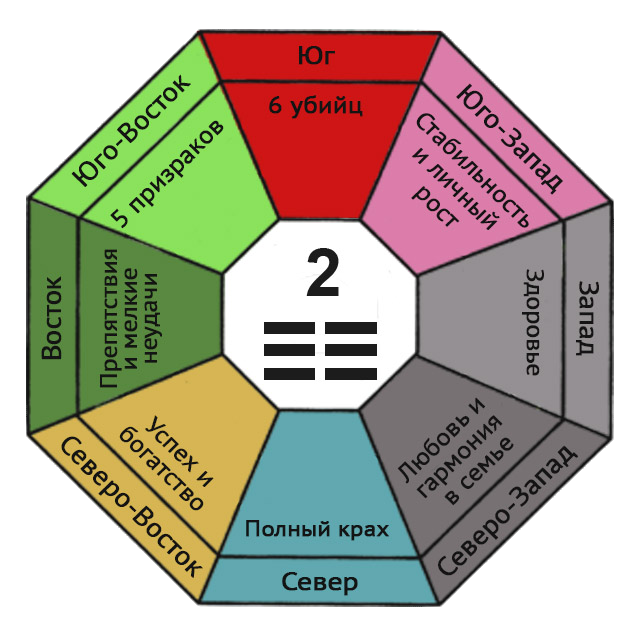 Юг
6 убийц
Юго-Восток
5 призраков
Юго-Запад
Стабильность
и личный
рост
Восток
Препятствия
и мелкие
неудачи
2
Запад
Здоровье
Северо-Восток
Успех и
богатство
Любовь и
гармония
в семье
Северо-Запад
Полный крах
Север